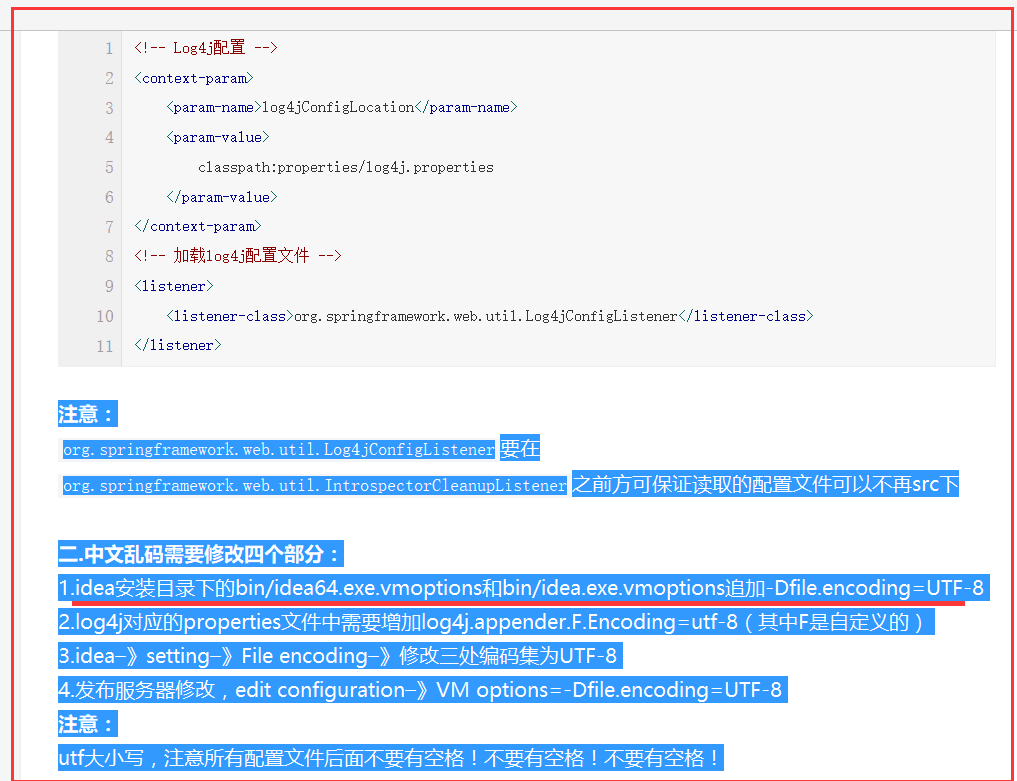 1 <!-- Log4j配置 -->
2 <context-param>
3 <param-name>log4jConfigLocation</param-name>
4 <param-value>
5 classpath:properties/log4j.properties
6 </param-value>
7 </context-param>
8 <!-- 加载log4j配置文件 -->
9 <listener>
10 <listener-class>org.springframework.web.util.Log4jConfigListener</listener-class>
11 </listener>
注意：
org.springframework.web.util.Log4jConfigListener 要在
org.springframework.web.util.IntrospectorCleanupListener 之前方可保证读取的配置文件可以不再src下
二.中文乱码需要修改四个部分：
1.idea安装目录下的bin/idea64.exe.vmoptions和bin/idea.exe.vmoptions追加-Dfile.encoding=UTF-8
2.log4j对应的properties文件中需要增加log4j.appender.F.Encoding=utf-8（其中F是自定义的）
3.idea–》setting–》File encoding–》修改三处编码集为UTF-8
4.发布服务器修改，edit configuration–》VM options=-Dfile.encoding=UTF-8
注意：
utf大小写，注意所有配置文件后面不要有空格！不要有空格！不要有空格！